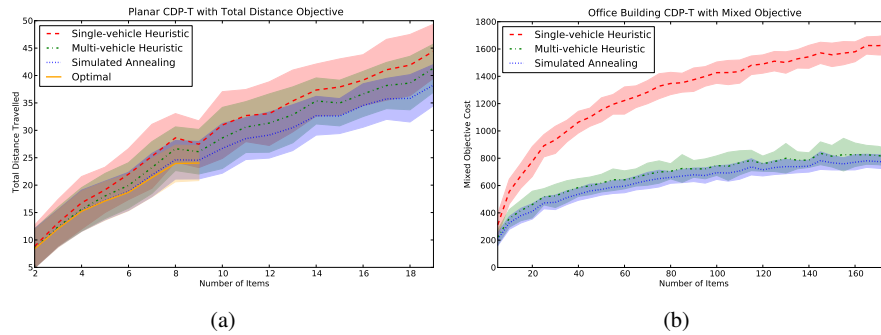 Planar CDP-T with Total Distance Objective
50
45
40
35
30
25
20
15
10
5
Total Distance Travelled
Single-vehicle Heuristic
Multi-vehicle Heuristic
Simulated Annealing
Optimal
2 4 6 8 10 12 14 16 18
Number of Items
(a)
Office Building CDP-T with Mixed Objective
1800
1600
1400
1200
1000
800
600
400
200
0
Mixed Objective Cost
Single-vehicle Heuristic
Multi-vehicle Heuristic
Simulated Annealing
20 40 60 80 100 120 140 160
Number of Items
(b)